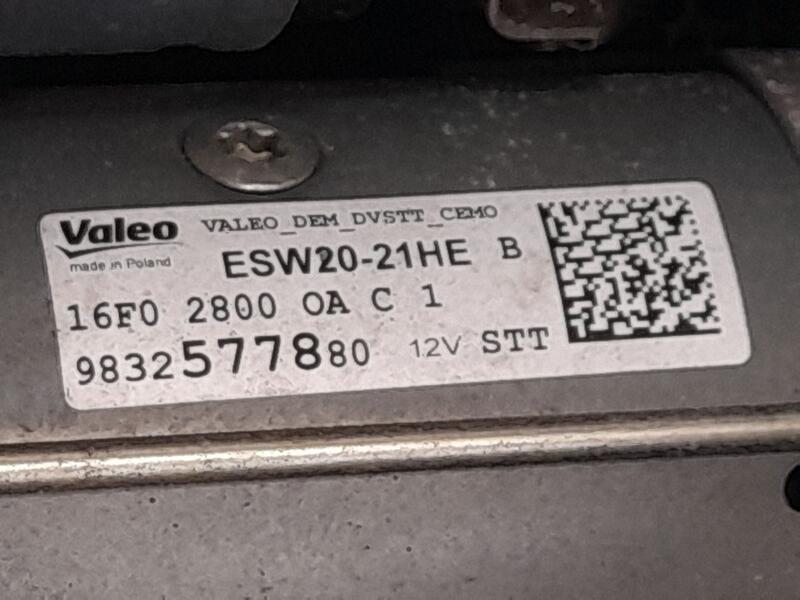 Valeo VALEO_DEM_DVSTT_CEMO
made in Poland ESW20-21HE B
16F0 2800 OA C 1
9832577880 12V STT